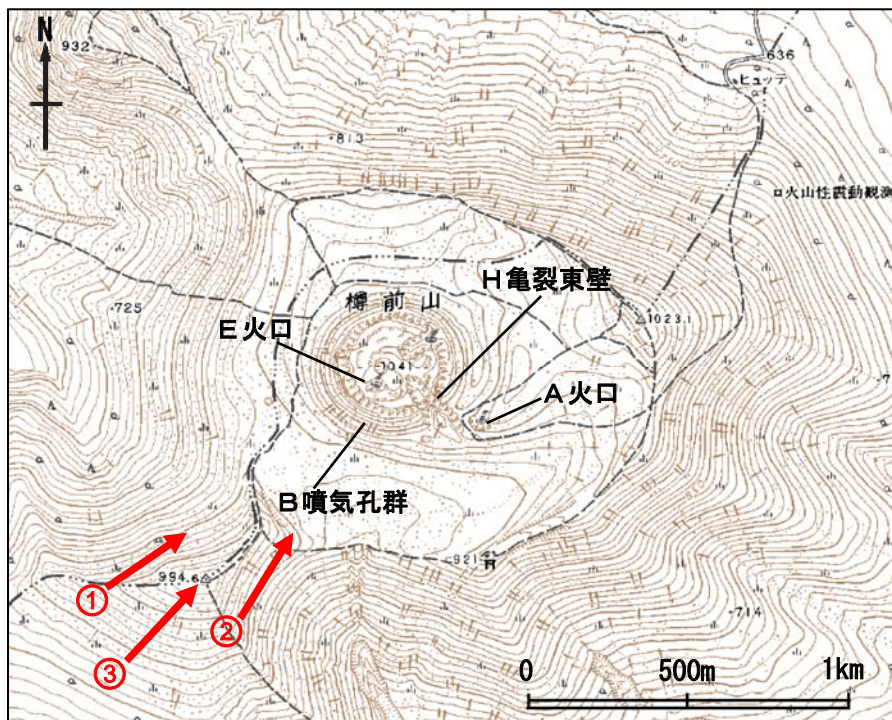 N
932
636
ヒュッテ
・813
火山性震動観測
H亀裂東壁
樽前山
E火口
・725
1023.1
・1041
A火口
B噴気孔群
①
994.6
・921
②
・714
③
0 500m 1km